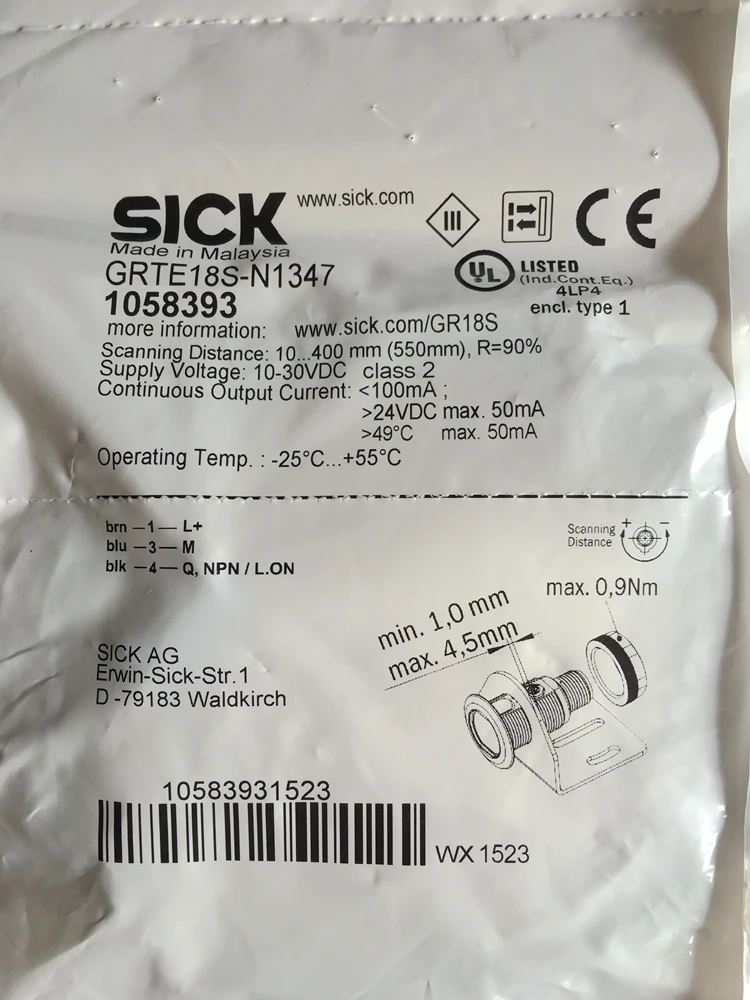 SICK www.sick.com
Made in Malaysia
GRTE18S-N1347
1058393
III
CE
UL LISTED
(Ind.Cont.Eq.)
4LP4
encl. type 1
more information: www.sick.com/GR18S
Scanning Distance: 10...400 mm (550mm), R=90%
Supply Voltage: 10-30VDC class 2
Continuous Output Current: <100mA ;
>24VDC max. 50mA
>49°C max. 50mA
Operating Temp. : -25°C...+55°C
brn —1— L+
blu —3— M
blk —4— Q, NPN / L.ON
Scanning
Distance
+ −
max. 0,9Nm
min. 1,0 mm
max. 4,5mm
SICK AG
Erwin-Sick-Str.1
D -79183 Waldkirch
10583931523
WX 1523